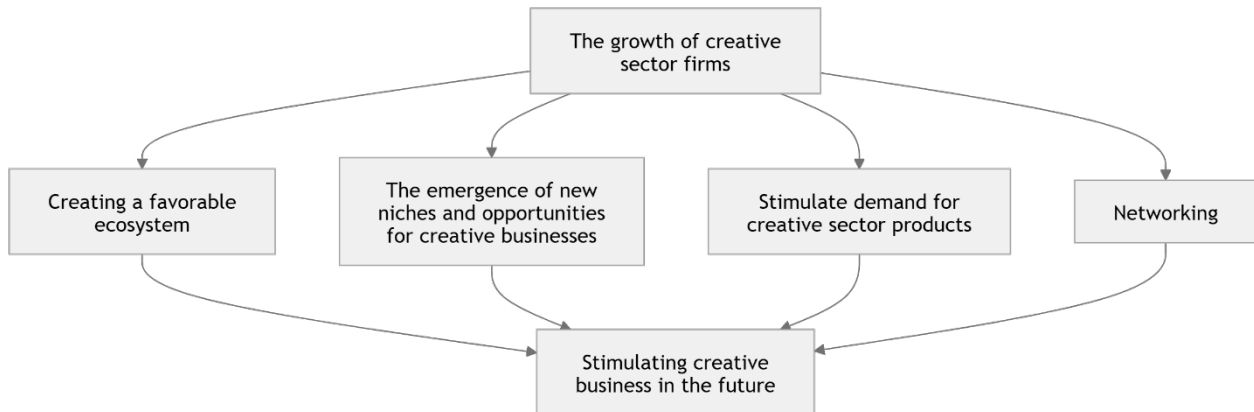 The growth of creative
sector firms
Creating a favorable
ecosystem
The emergence of new
niches and opportunities
for creative businesses
Stimulate demand for
creative sector products
Networking
Stimulating creative
business in the future